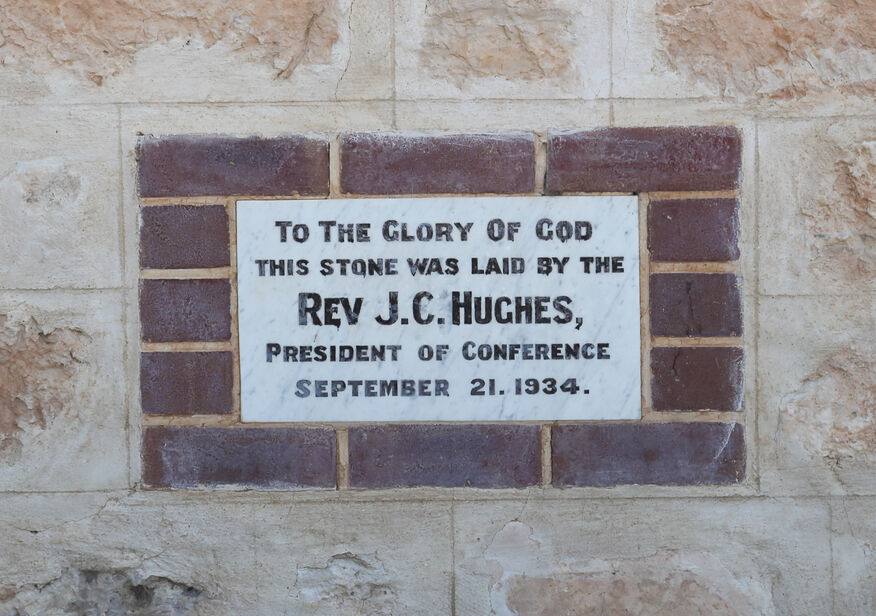 TO THE GLORY OF GOD
THIS STONE WAS LAID BY THE
REV J.C. HUGHES,
PRESIDENT OF CONFERENCE
SEPTEMBER 21. 1934.